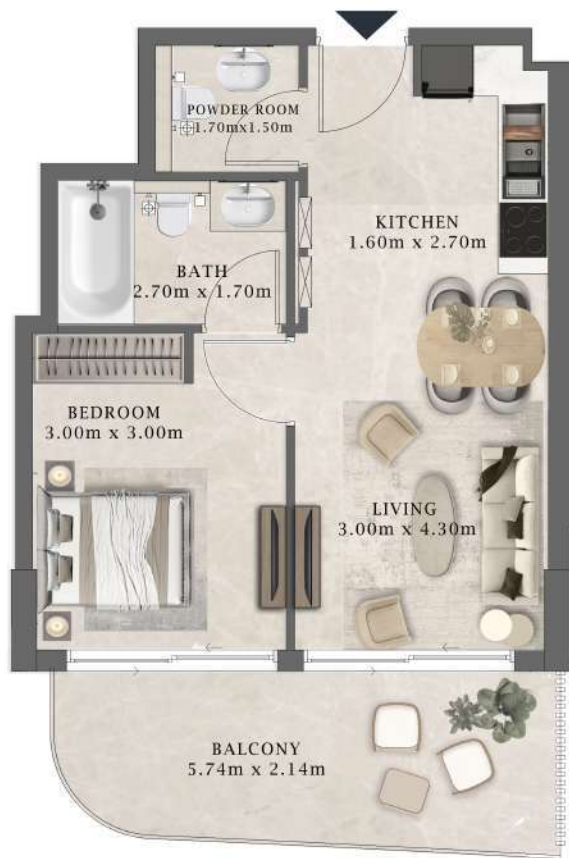 POWDER ROOM
1.70mx1.50m
KITCHEN
1.60m x 2.70m
BATH
2.70m x 1.70m
BEDROOM
3.00m x 3.00m
LIVING
3.00m x 4.30m
BALCONY
5.74m x 2.14m